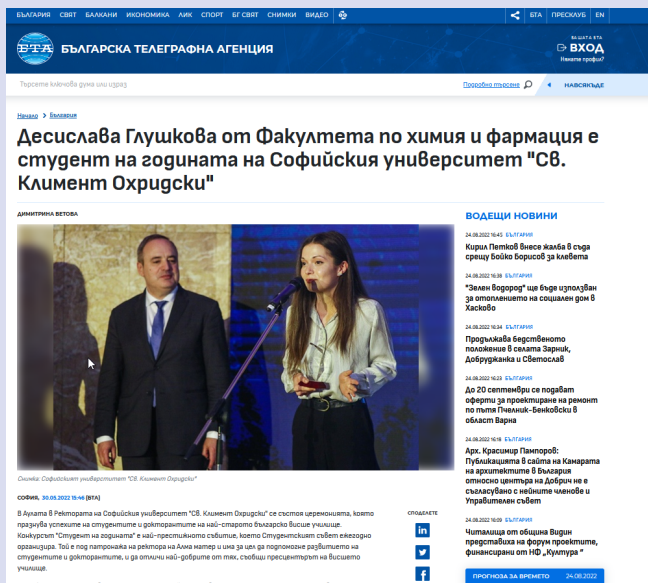 БЪЛГАРИЯ СВЯТ БАЛКАНИ ИКОНОМИКА ЛИК СПОРТ БГ СВЯТ СНИМКИ ВИДЕО
БТА ПРЕСКЛУБ EN
БТА
БЪЛГАРСКА ТЕЛЕГРАФНА АГЕНЦИЯ
ВАШАТА БТА
ВХОД
Нямате профил?
Търсете ключова дума или израз
Подробно търсене
НАВСЯКЪДЕ
Начало > България
Десислава Глушкова от Факултета по химия и фармация е
студент на годината на Софийския университет "Св.
Климент Охридски"
ДИМИТРИНА ВЕТОВА
Снимка: Софийският университет "Св. Климент Охридски"
СОФИЯ, 30.05.2022 15:46 (БТА)
В Аулата в Ректората на Софийския университет "Св. Климент Охридски" се състоя церемонията, която
празнува успехите на студентите и докторантите на най-старото българско висше училище.
Конкурсът "Студент на годината" е най-престижното събитие, което Студентският съвет ежегодно
организира. Той е под патронажа на ректора на Алма матер и има за цел да подпомогне развитието на
студентите и докторантите, и да отличи най-добрите от тях, съобщи пресцентърът на висшето
училище.
СПОДЕЛЕТЕ
ВОДЕЩИ НОВИНИ
24.08.2022 16:45 БЪЛГАРИЯ
Кирил Петков внесе жалба в съда
срещу Бойко Борисов за клевета
24.08.2022 16:38 БЪЛГАРИЯ
"Зелен водород" ще бъде използван
за отоплението на социален дом в
Хасково
24.08.2022 16:34 БЪЛГАРИЯ
Продължава бедственото
положение в селата Зарник,
Добруджанка и Светослав
24.08.2022 16:23 БЪЛГАРИЯ
До 20 септември се подават
оферти за проектиране на ремонт
по пътя Пчелник-Бенковски в
област Варна
24.08.2022 16:18 БЪЛГАРИЯ
Арх. Красимир Пампоров:
Публикацията в сайта на Камарата
на архитектите в България
относно центъра на Добрич не е
съгласувано с нейните членове и
Управителен съвет
24.08.2022 16:09 БЪЛГАРИЯ
Читалища от община Видин
представиха на форум проектите,
финансирани от НФ „Култура “
ПРОГНОЗА ЗА ВРЕМЕТО 24.08.2022